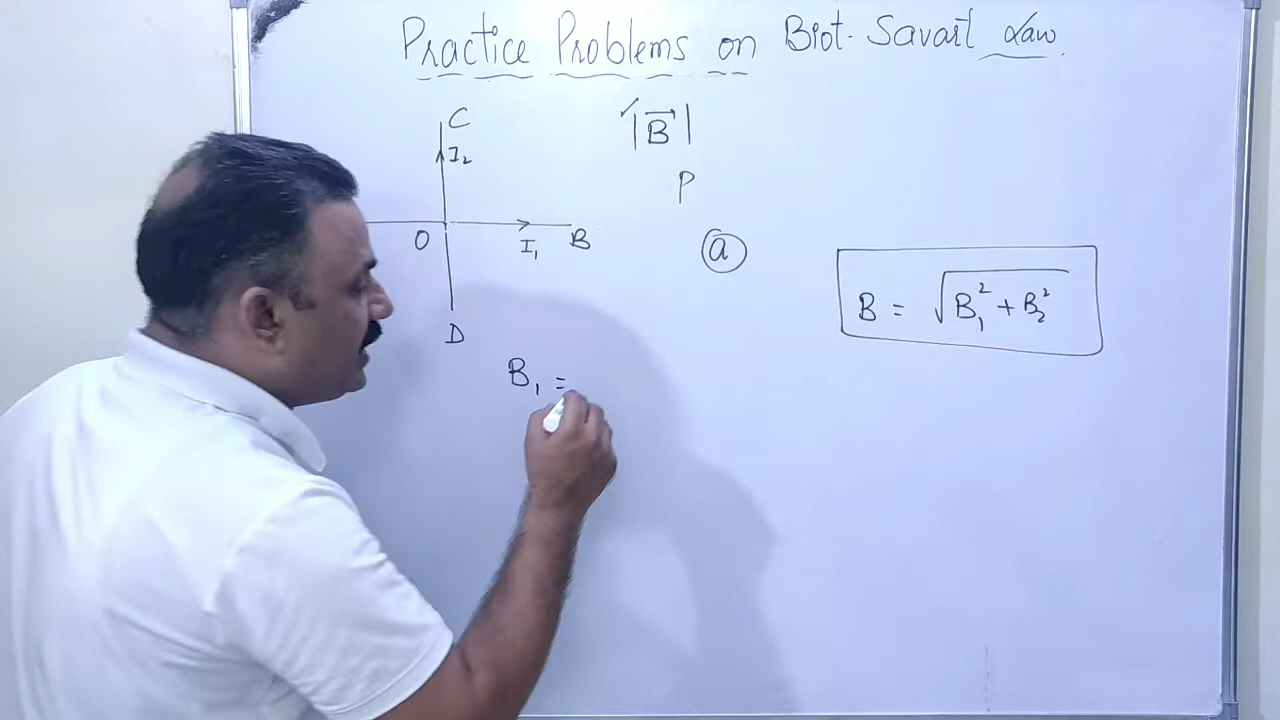 Practice Problems on Biot-Savart Law.
C
I₂
|B⃗|
P
O
I₁
B
ⓐ
B = √B₁² + B₂²
D
B₁ =